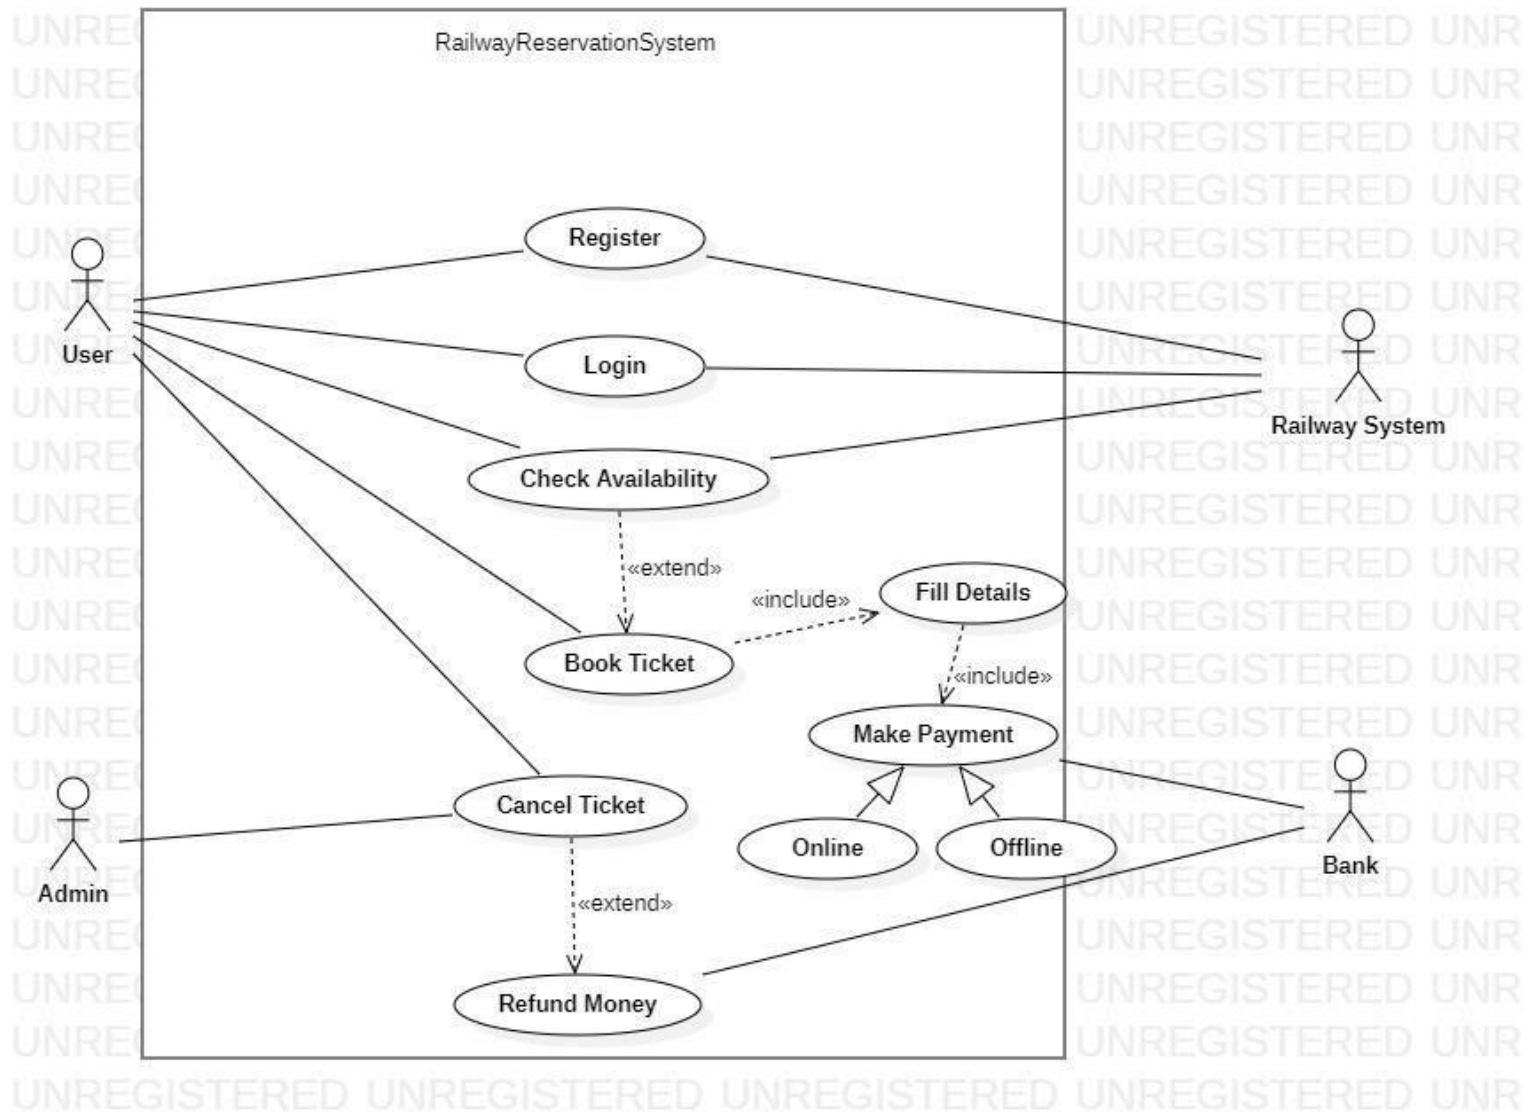 RailwayReservationSystem
Register
User
Login
Railway System
Check Availability
«extend»
Fill Details
«include»
Book Ticket
«include»
Make Payment
Cancel Ticket
Online
Offline
Bank
Admin
«extend»
Refund Money
UNREGISTERED UNREGISTERED UNREGISTERED UNREGISTERED UNR